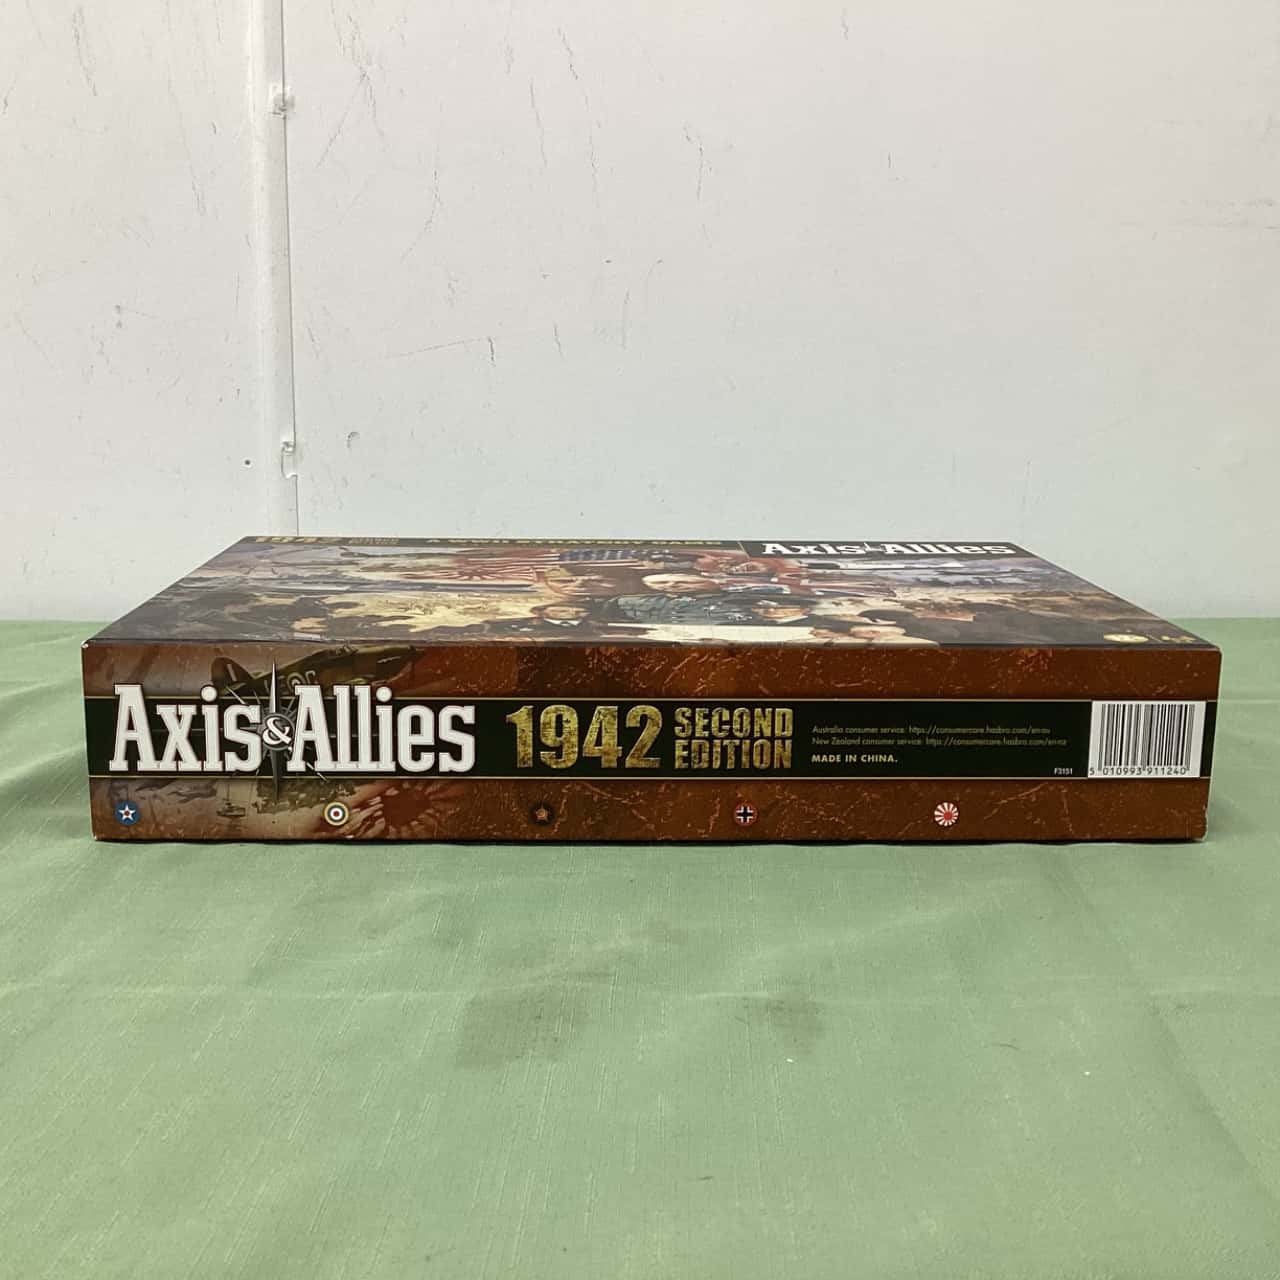 1942
A WWII STRATEGY GAME
Axis & Allies
Axis & Allies
1942 SECOND
EDITION
Australia consumer service: https://consumercare.hasbro.com/en-au
New Zealand consumer service: https://consumercare.hasbro.com/en-nz
MADE IN CHINA.
F3151
5 010993 911240